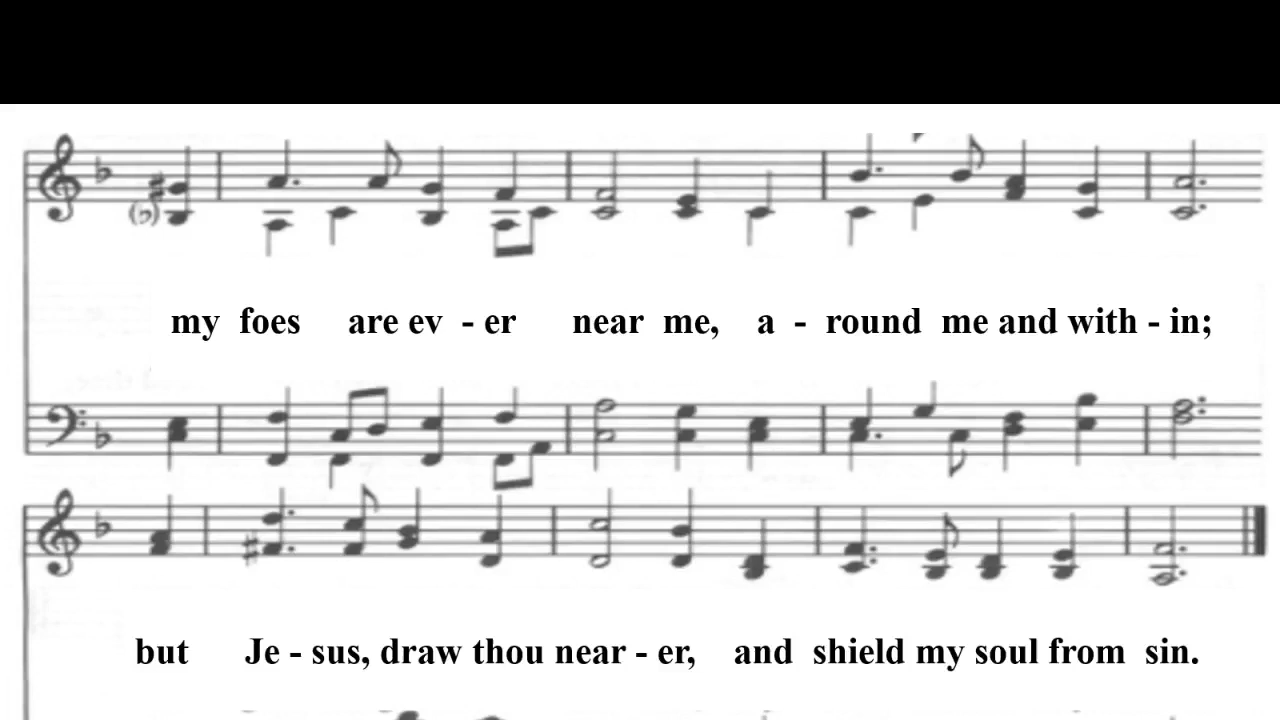 my foes are ev - er near me, a - round me and with - in;
but Je - sus, draw thou near - er, and shield my soul from sin.